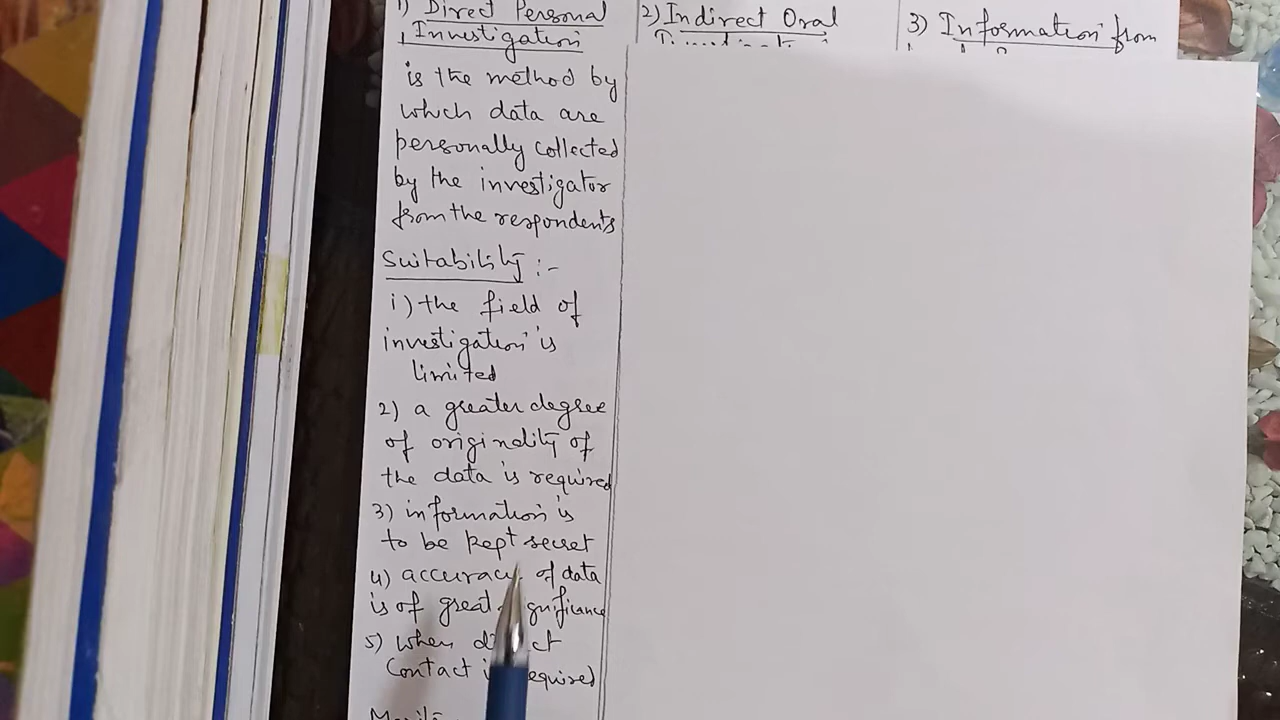 1) Direct Personal
Investigation
is the method by
which data are
personally collected
by the investigator
from the respondents
Suitability :-
i) the field of
investigation is
limited
2) a greater degree
of originality of
the data is required
3) information is
to be kept secret
4) accuracy of data
is of great
5) when
Contact
2) Indirect Oral
3) Information from